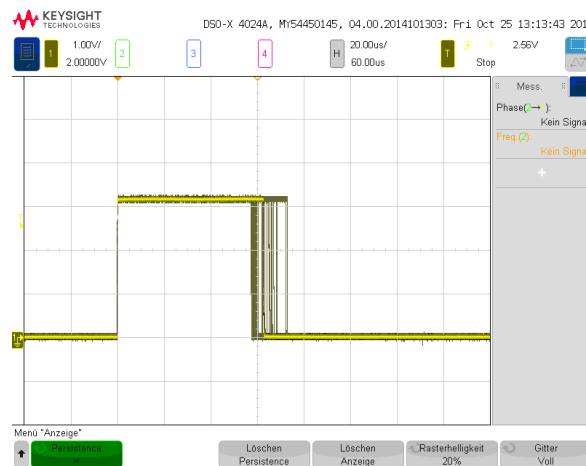 KEYSIGHT
TECHNOLOGIES
DSO-X 4024A, MY54450145, 04.00.2014101303: Fri Oct 25 13:13:43 201
1 1.00V/ 2.00000V
2
3
4
H 20.00us/ 60.00us
T 2.56V
Stop
Mess.
Phase(2→ ):
Kein Signa
Freq.(2):
Kein Signa
T
Menü "Anzeige"
Persistence
∞
Löschen Persistence
Löschen Anzeige
Rasterhelligkeit 20%
Gitter Voll